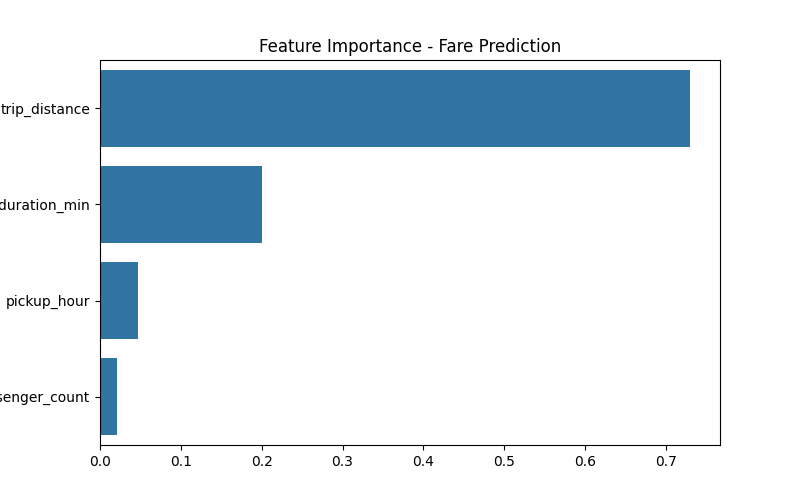 Feature Importance - Fare Prediction
trip_distance
duration_min
pickup_hour
senger_count
0.0 0.1 0.2 0.3 0.4 0.5 0.6 0.7